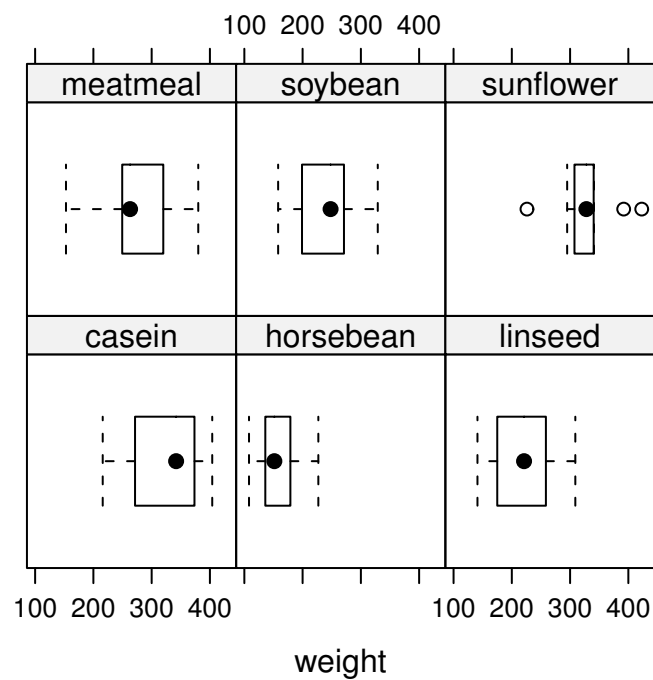 100 200 300 400
meatmeal soybean sunflower
casein horsebean linseed
100 200 300 400 100 200 300 400
weight